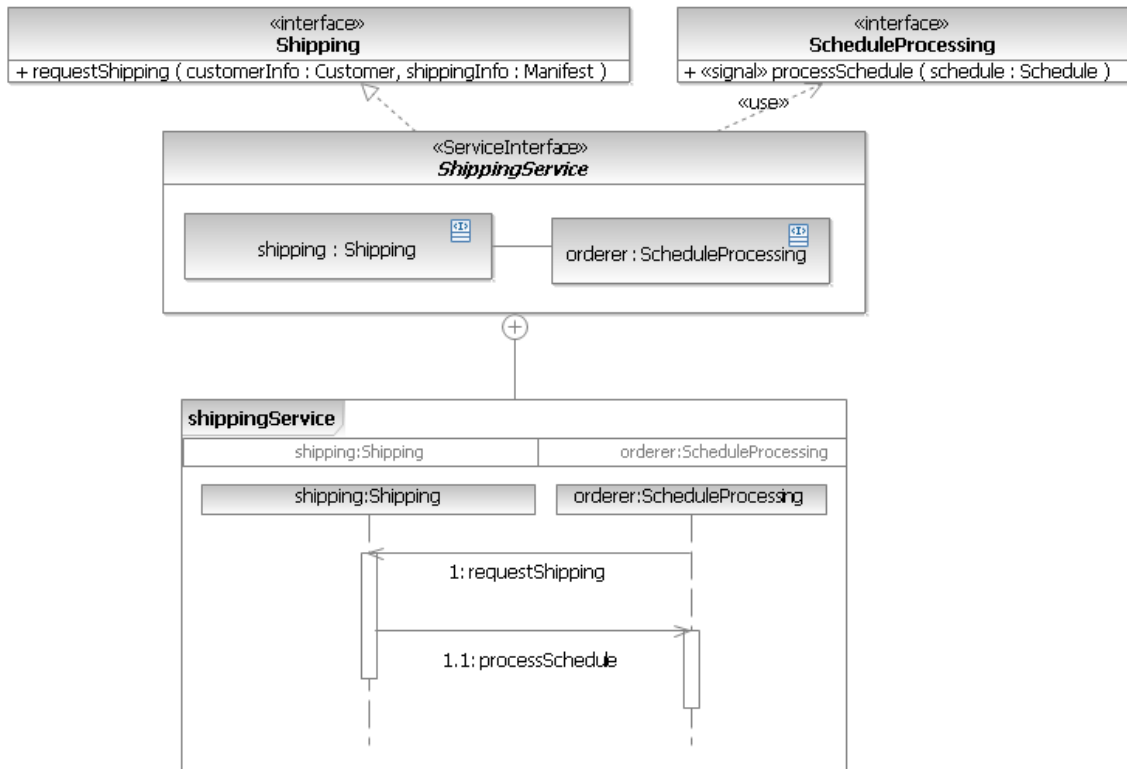 «interface»
Shipping
+ requestShipping ( customerInfo : Customer, shippingInfo : Manifest )
«interface»
ScheduleProcessing
+ «signal» processSchedule ( schedule : Schedule )
«use»
«ServiceInterface»
ShippingService
shipping : Shipping
orderer : ScheduleProcessing
shippingService
shipping:Shipping
orderer:ScheduleProcessing
shipping:Shipping
orderer:ScheduleProcessing
1: requestShipping
1.1: processSchedule